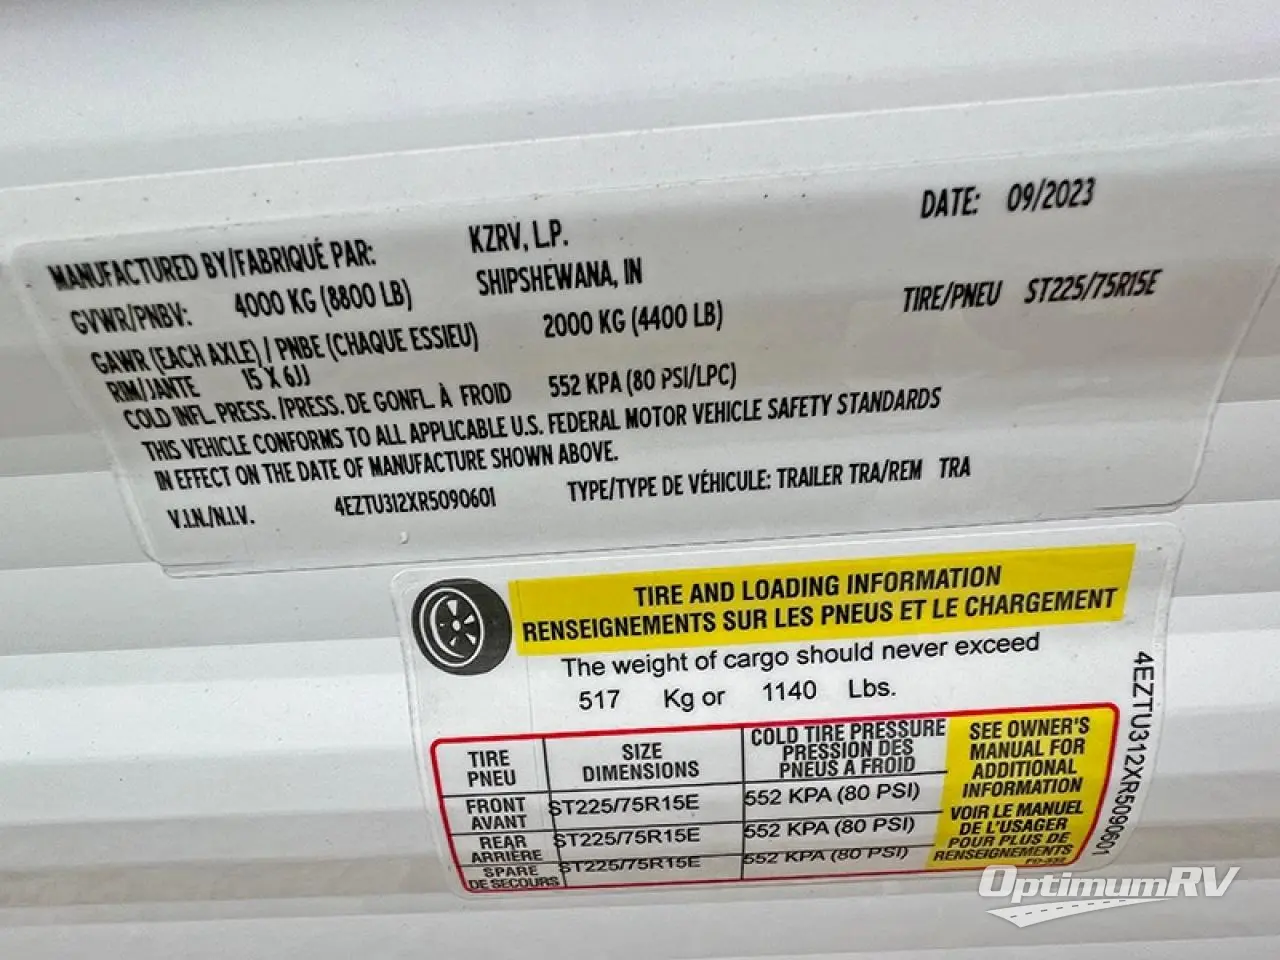 MANUFACTURED BY/FABRIQUÉ PAR: KZRV, L.P. DATE: 09/2023
SHIPSHEWANA, IN
GVWR/PNBV: 4000 KG (8800 LB)
GAWR (EACH AXLE) / PNBE (CHAQUE ESSIEU) 2000 KG (4400 LB) TIRE/PNEU ST225/75R15E
RIM/JANTE 15 X 6JJ
COLD INFL. PRESS. /PRESS. DE GONFL. À FROID 552 KPA (80 PSI/LPC)
THIS VEHICLE CONFORMS TO ALL APPLICABLE U.S. FEDERAL MOTOR VEHICLE SAFETY STANDARDS
IN EFFECT ON THE DATE OF MANUFACTURE SHOWN ABOVE.
V.I.N./N.I.V. 4EZTU312XR5090601 TYPE/TYPE DE VÉHICULE: TRAILER TRA/REM TRA
TIRE AND LOADING INFORMATION
RENSEIGNEMENTS SUR LES PNEUS ET LE CHARGEMENT
The weight of cargo should never exceed
517 Kg or 1140 Lbs.
TIRE
PNEU
SIZE
DIMENSIONS
COLD TIRE PRESSURE
PRESSION DES
PNEUS A FROID
FRONT
AVANT
ST225/75R15E
552 KPA (80 PSI)
REAR
ARRIÈRE
ST225/75R15E
552 KPA (80 PSI)
SPARE
DE SECOURS
ST225/75R15E
552 KPA (80 PSI)
SEE OWNER'S
MANUAL FOR
ADDITIONAL
INFORMATION
VOIR LE MANUEL
DE L'USAGER
POUR PLUS DE
RENSEIGNEMENTS
4EZTU312XR5090601
OptimumRV